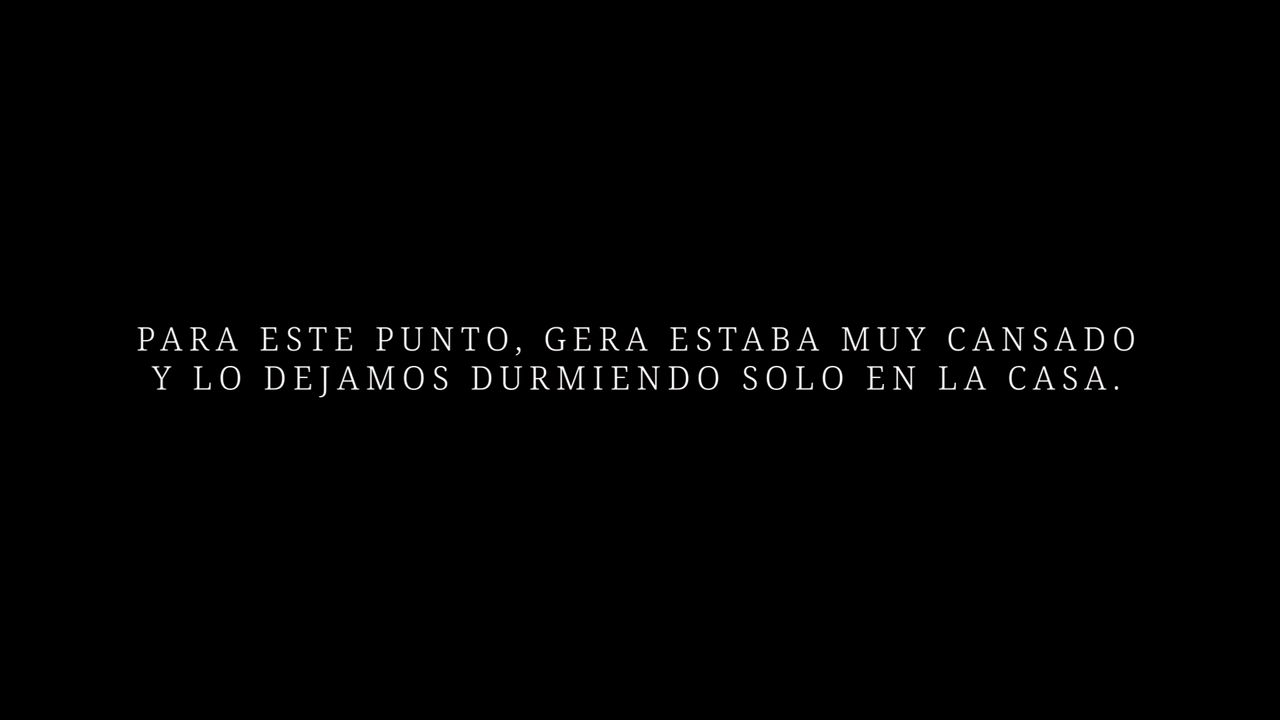 PARA ESTE PUNTO, GERA ESTABA MUY CANSADO
Y LO DEJAMOS DURMIENDO SOLO EN LA CASA.